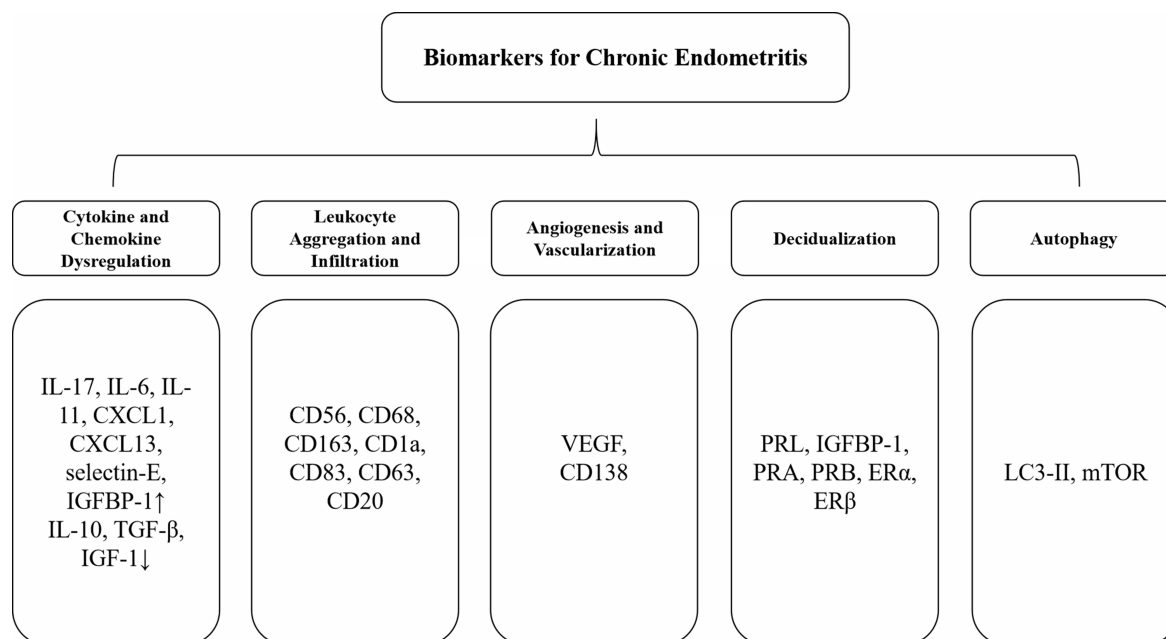 Biomarkers for Chronic Endometritis
Cytokine and
Chemokine
Dysregulation
Leukocyte
Aggregation and
Infiltration
Angiogenesis and
Vascularization
Decidualization
Autophagy
IL-17, IL-6, IL-
11, CXCL1,
CXCL13,
selectin-E,
IGFBP-1↑
IL-10, TGF-β,
IGF-1↓
CD56, CD68,
CD163, CD1a,
CD83, CD63,
CD20
VEGF,
CD138
PRL, IGFBP-1,
PRA, PRB, ERα,
ERβ
LC3-II, mTOR